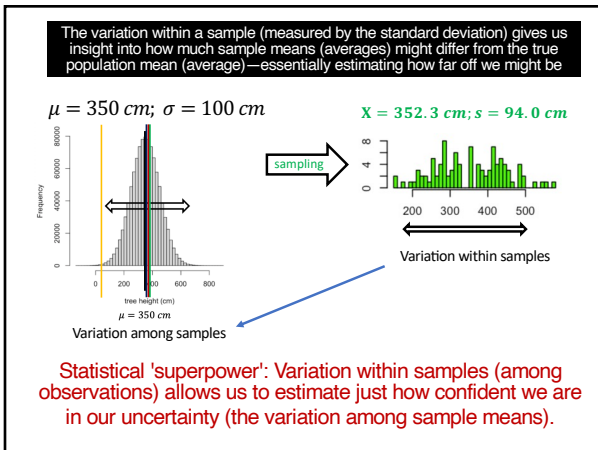 The variation within a sample (measured by the standard deviation) gives us
insight into how much sample means (averages) might differ from the true
population mean (average)—essentially estimating how far off we might be
𝜇 = 350 𝑐𝑚; 𝜎 = 100 𝑐𝑚
X = 352.3 cm; s = 94.0 cm
sampling
Frequency
0 20000 40000 60000 80000
0 200 400 600 800
tree height (cm)
𝜇 = 350 𝑐𝑚
Variation among samples
0 4 8
200 300 400 500
Variation within samples
Statistical 'superpower': Variation within samples (among
observations) allows us to estimate just how confident we are
in our uncertainty (the variation among sample means).